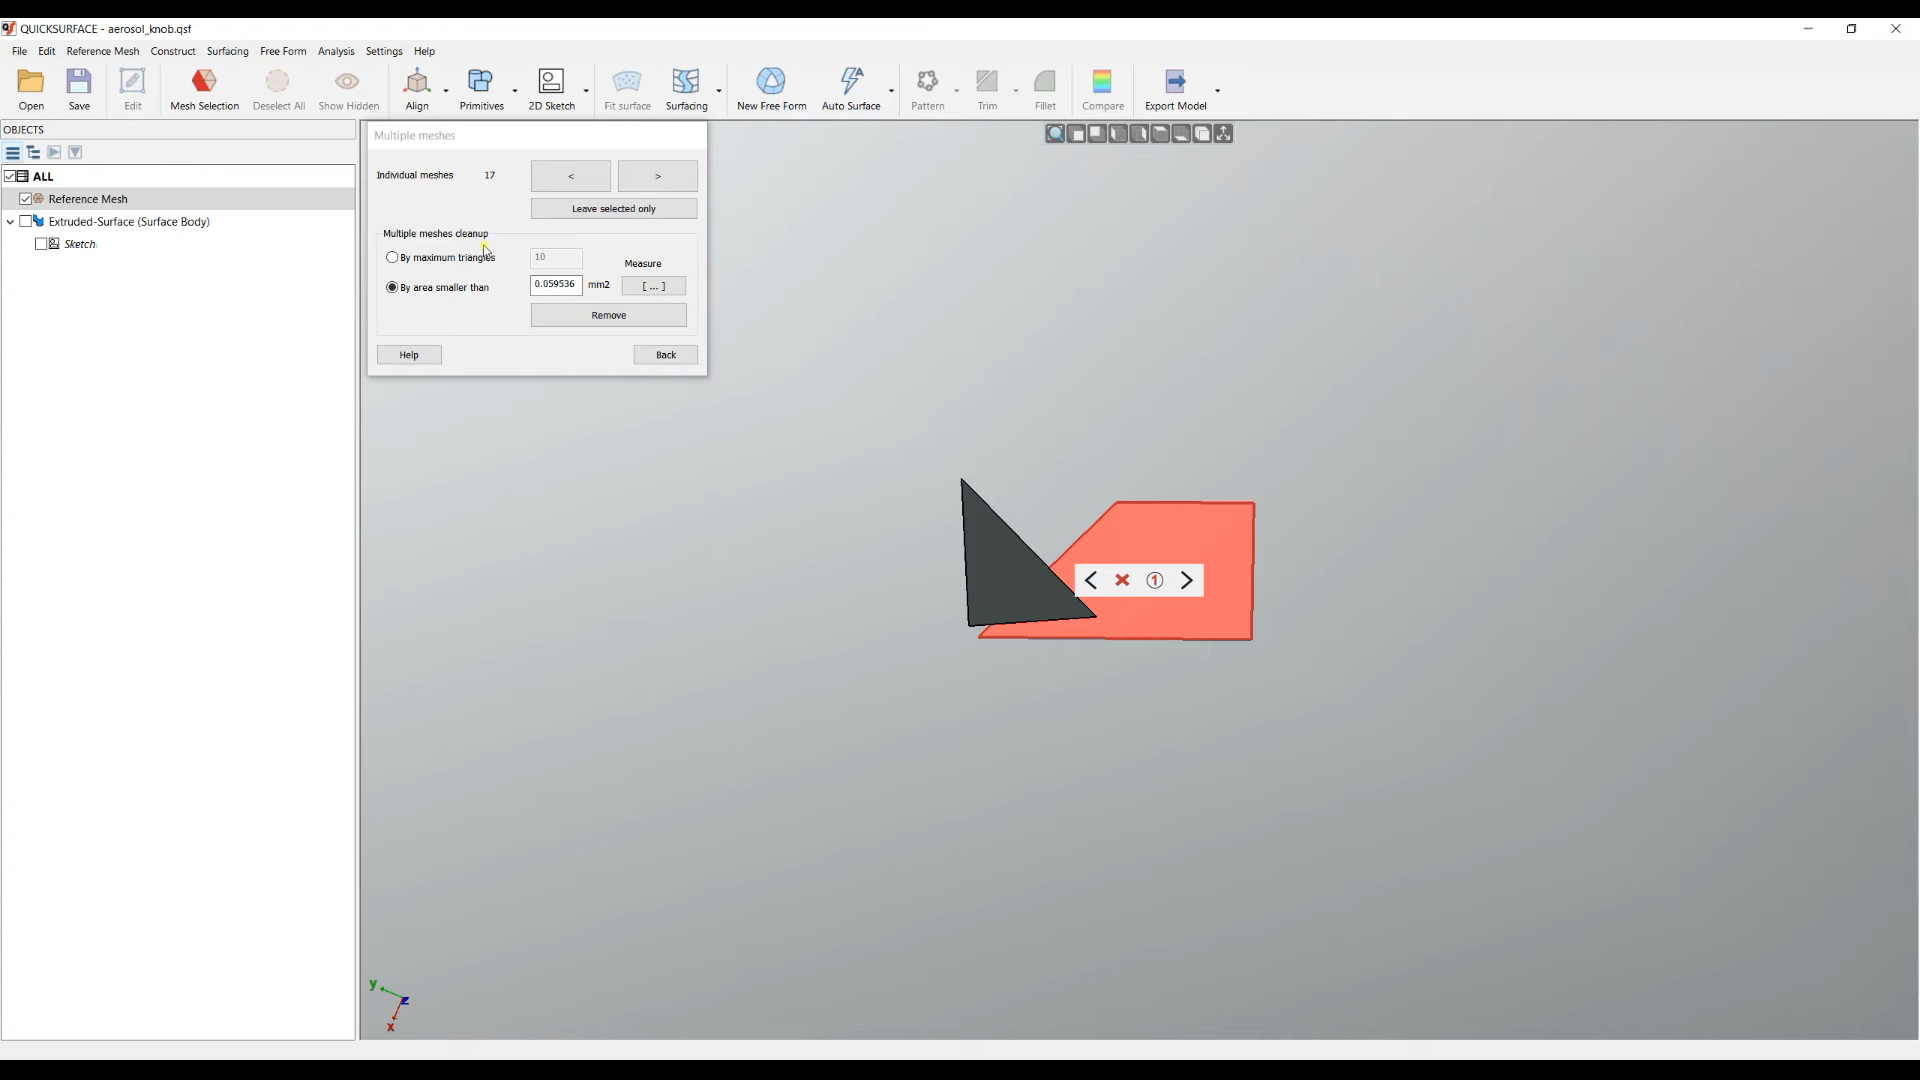 QUICKSURFACE - aerosol_knob.qsf
File Edit Reference Mesh Construct Surfacing Free Form Analysis Settings Help
Open Save Edit Mesh Selection Deselect All Show Hidden Align Primitives 2D Sketch Fit surface Surfacing New Free Form Auto Surface Pattern Trim Fillet Compare Export Model
OBJECTS
ALL
Reference Mesh
Extruded-Surface (Surface Body)
Sketch
Multiple meshes
Individual meshes 17 < >
Leave selected only
Multiple meshes cleanup
By maximum triangles 10
Measure
By area smaller than 0.059536 mm2 [ ... ]
Remove
Help Back
1
y
z
x